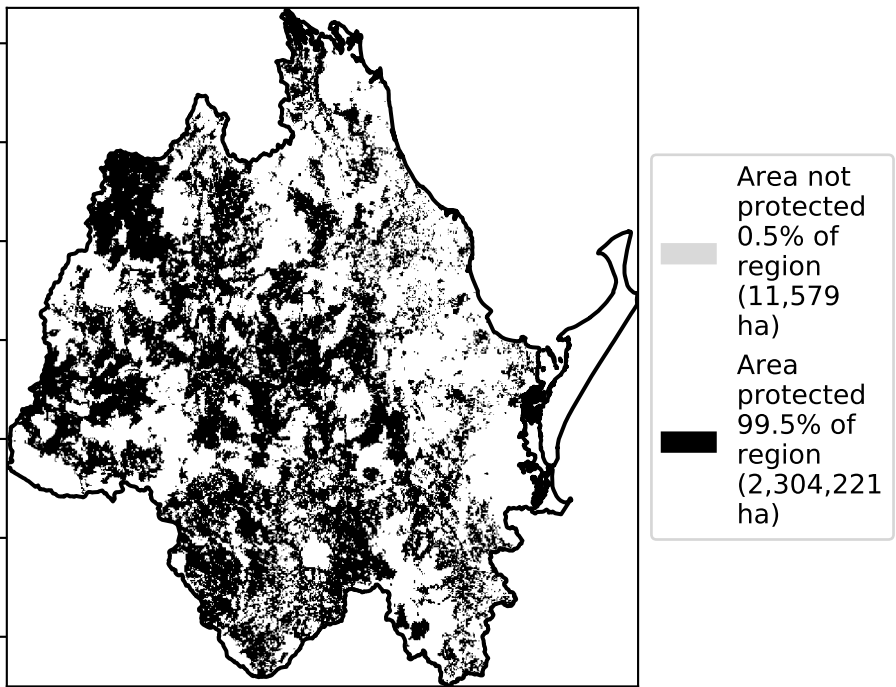 Area not
protected
0.5% of
region
(11,579
ha)
Area
protected
99.5% of
region
(2,304,221
ha)